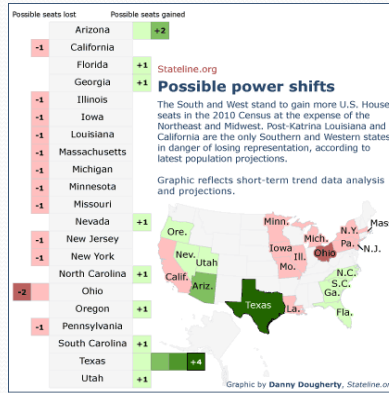 Possible seats lost Possible seats gained
Arizona +2
-1 California
Florida +1
Georgia +1
-1 Illinois
-1 Iowa
-1 Louisiana
-1 Massachusetts
-1 Michigan
-1 Minnesota
-1 Missouri
Nevada +1
-1 New Jersey
-1 New York
North Carolina +1
-2 Ohio
Oregon +1
-1 Pennsylvania
South Carolina +1
Texas +4
Utah +1
Stateline.org
Possible power shifts
The South and West stand to gain more U.S. House
seats in the 2010 Census at the expense of the
Northeast and Midwest. Post-Katrina Louisiana and
California are the only Southern and Western states
in danger of losing representation, according to
latest population projections.
Graphic reflects short-term trend data analysis
and projections.
Minn.
Mass
Ore.
N.Y.
Mich.
Iowa
Pa.
N.J.
Nev.
Utah
Ill.
Ohio
Calif.
Mo.
Ariz.
N.C.
S.C.
Ga.
Texas
La.
Fla.
Graphic by Danny Dougherty, Stateline.o